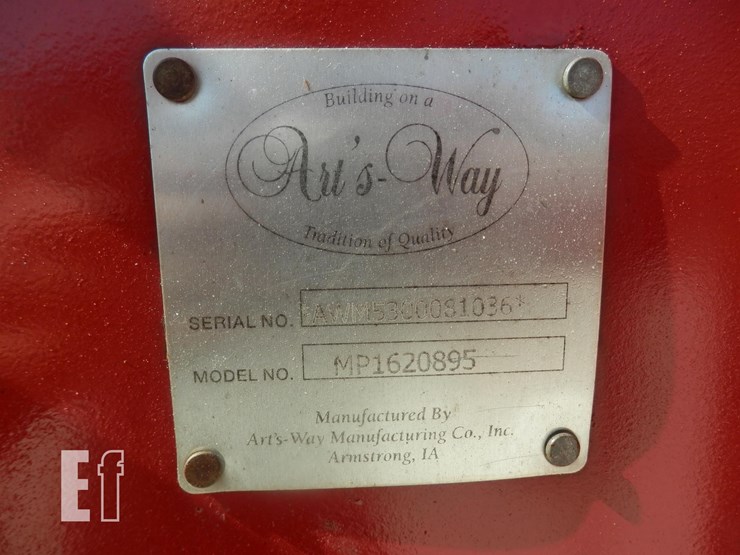 Building on a
Art's-Way
Tradition of Quality
SERIAL NO. *AWM5300081036*
MODEL NO. MP1620895
Manufactured By
Art's-Way Manufacturing Co., Inc.
Armstrong, IA
Ef